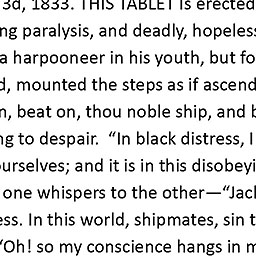 3d, 1833. THIS TABLET Is erected
ng paralysis, and deadly, hopeless
a harpooneer in his youth, but fo
d, mounted the steps as if ascend
n, beat on, thou noble ship, and b
ng to despair. “In black distress, I
ourselves; and it is in this disobeyi
one whispers to the other—“Jac
ess. In this world, shipmates, sin t
“Oh! so my conscience hangs in m